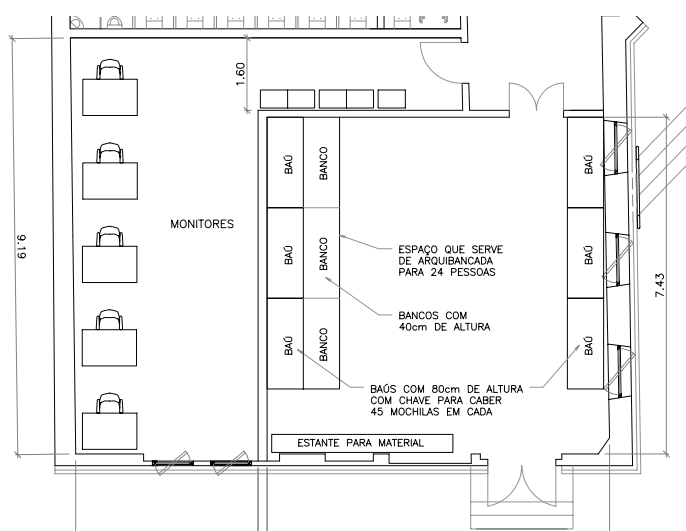 1.60
BAÚ
BANCO
BAÚ
MONITORES
9.19
ESPAÇO QUE SERVE
DE ARQUIBANCADA
PARA 24 PESSOAS
BAÚ
BANCO
BAÚ
7.43
BANCOS COM
40cm DE ALTURA
BAÚ
BANCO
BAÚ
BAÚS COM 80cm DE ALTURA
COM CHAVE PARA CABER
45 MOCHILAS EM CADA
ESTANTE PARA MATERIAL